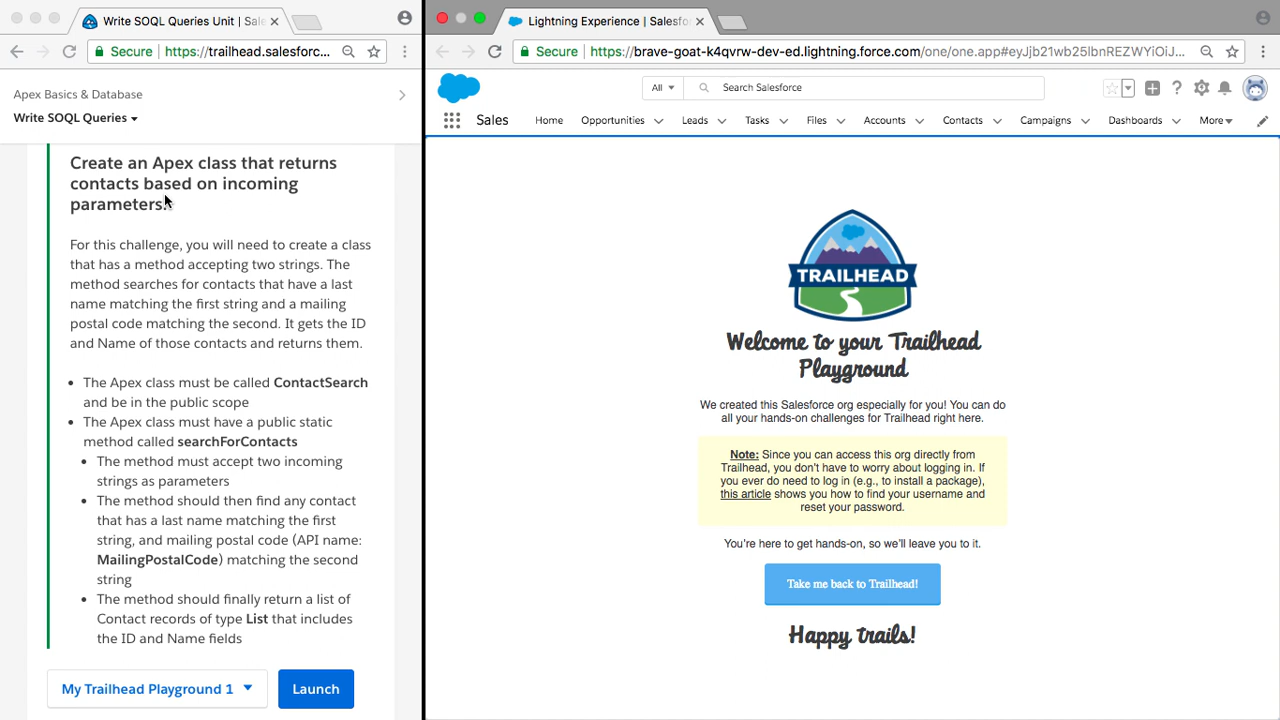 Write SOQL Queries Unit | Sale
Secure
https://trailhead.salesforc...
Apex Basics & Database
Write SOQL Queries
Create an Apex class that returns
contacts based on incoming
parameters.
For this challenge, you will need to create a class
that has a method accepting two strings. The
method searches for contacts that have a last
name matching the first string and a mailing
postal code matching the second. It gets the ID
and Name of those contacts and returns them.
• The Apex class must be called ContactSearch
and be in the public scope
• The Apex class must have a public static
method called searchForContacts
• The method must accept two incoming
strings as parameters
• The method should then find any contact
that has a last name matching the first
string, and mailing postal code (API name:
MailingPostalCode) matching the second
string
• The method should finally return a list of
Contact records of type List that includes
the ID and Name fields
My Trailhead Playground 1
Launch
Lightning Experience | Salesfor
Secure
https://brave-goat-k4qvrw-dev-ed.lightning.force.com/one/one.app#eyJjb21wb25lbnREZWYiOiJ...
All
Search Salesforce
Sales
Home
Opportunities
Leads
Tasks
Files
Accounts
Contacts
Campaigns
Dashboards
More
TRAILHEAD
Welcome to your Trailhead
Playground
We created this Salesforce org especially for you! You can do
all your hands-on challenges for Trailhead right here.
Note: Since you can access this org directly from
Trailhead, you don't have to worry about logging in. If
you ever do need to log in (e.g., to install a package),
this article shows you how to find your username and
reset your password.
You're here to get hands-on, so we'll leave you to it.
Take me back to Trailhead!
Happy trails!